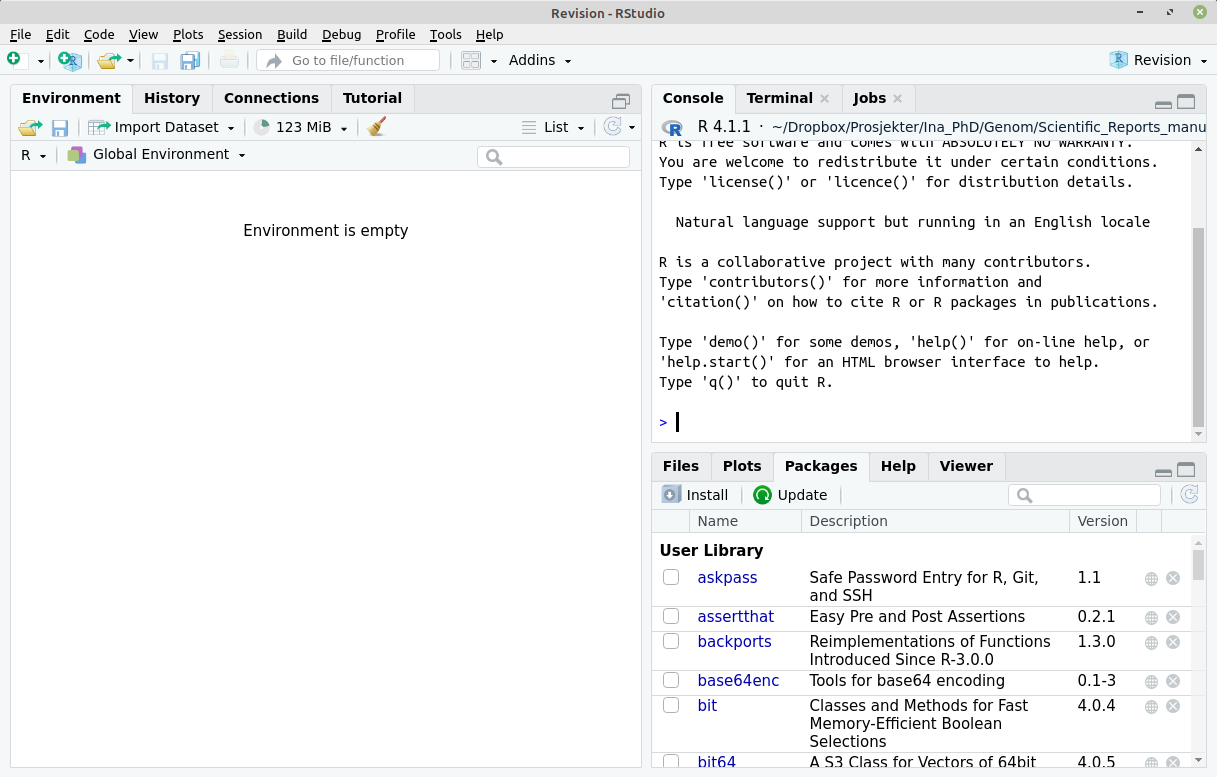 Revision - RStudio
File Edit Code View Plots Session Build Debug Profile Tools Help
Go to file/function Addins Revision
Environment History Connections Tutorial
Import Dataset 123 MiB List
R Global Environment
Environment is empty
Console Terminal Jobs
R 4.1.1 ~/Dropbox/Prosjekter/Ina_PhD/Genom/Scientific_Reports_manu
R is free software and comes with ABSOLUTELY NO WARRANTY.
You are welcome to redistribute it under certain conditions.
Type 'license()' or 'licence()' for distribution details.
Natural language support but running in an English locale
R is a collaborative project with many contributors.
Type 'contributors()' for more information and
'citation()' on how to cite R or R packages in publications.
Type 'demo()' for some demos, 'help()' for on-line help, or
'help.start()' for an HTML browser interface to help.
Type 'q()' to quit R.
>
Files Plots Packages Help Viewer
Install Update
Name Description Version
User Library
askpass Safe Password Entry for R, Git, 1.1
and SSH
assertthat Easy Pre and Post Assertions 0.2.1
backports Reimplementations of Functions 1.3.0
Introduced Since R-3.0.0
base64enc Tools for base64 encoding 0.1-3
bit Classes and Methods for Fast 4.0.4
Memory-Efficient Boolean
Selections
bit64 A S3 Class for Vectors of 64bit 4.0.5